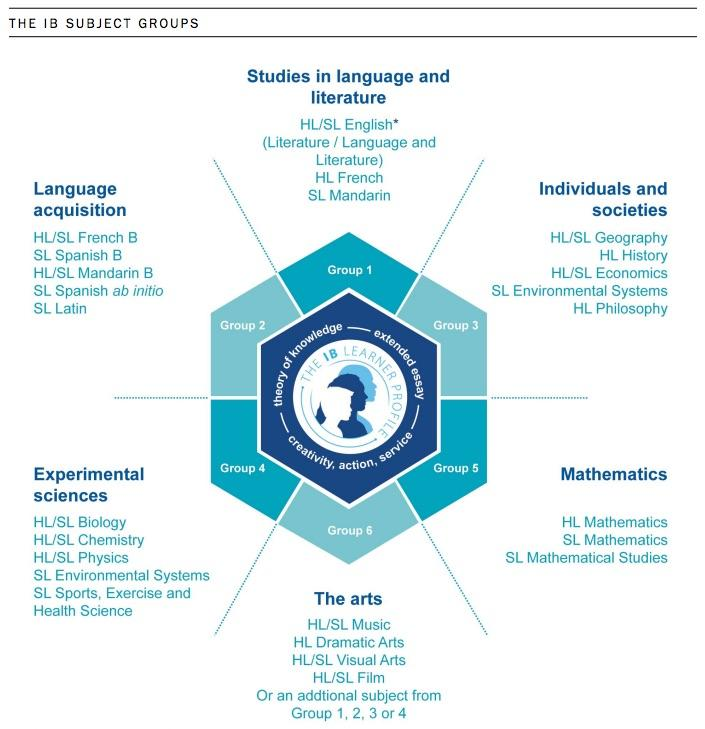 THE IB SUBJECT GROUPS
Studies in language and
literature
HL/SL English*
(Literature / Language and
Literature)
HL French
SL Mandarin
Language
acquisition
HL/SL French B
SL Spanish B
HL/SL Mandarin B
SL Spanish ab initio
SL Latin
Individuals and
societies
HL/SL Geography
HL History
HL/SL Economics
SL Environmental Systems
HL Philosophy
Group 1
Group 2
Group 3
theory of knowledge
extended essay
creativity, action, service
THE IB LEARNER PROFILE
Group 4
Group 5
Group 6
Experimental
sciences
HL/SL Biology
HL/SL Chemistry
HL/SL Physics
SL Environmental Systems
SL Sports, Exercise and
Health Science
Mathematics
HL Mathematics
SL Mathematics
SL Mathematical Studies
The arts
HL/SL Music
HL Dramatic Arts
HL/SL Visual Arts
HL/SL Film
Or an addtional subject from
Group 1, 2, 3 or 4